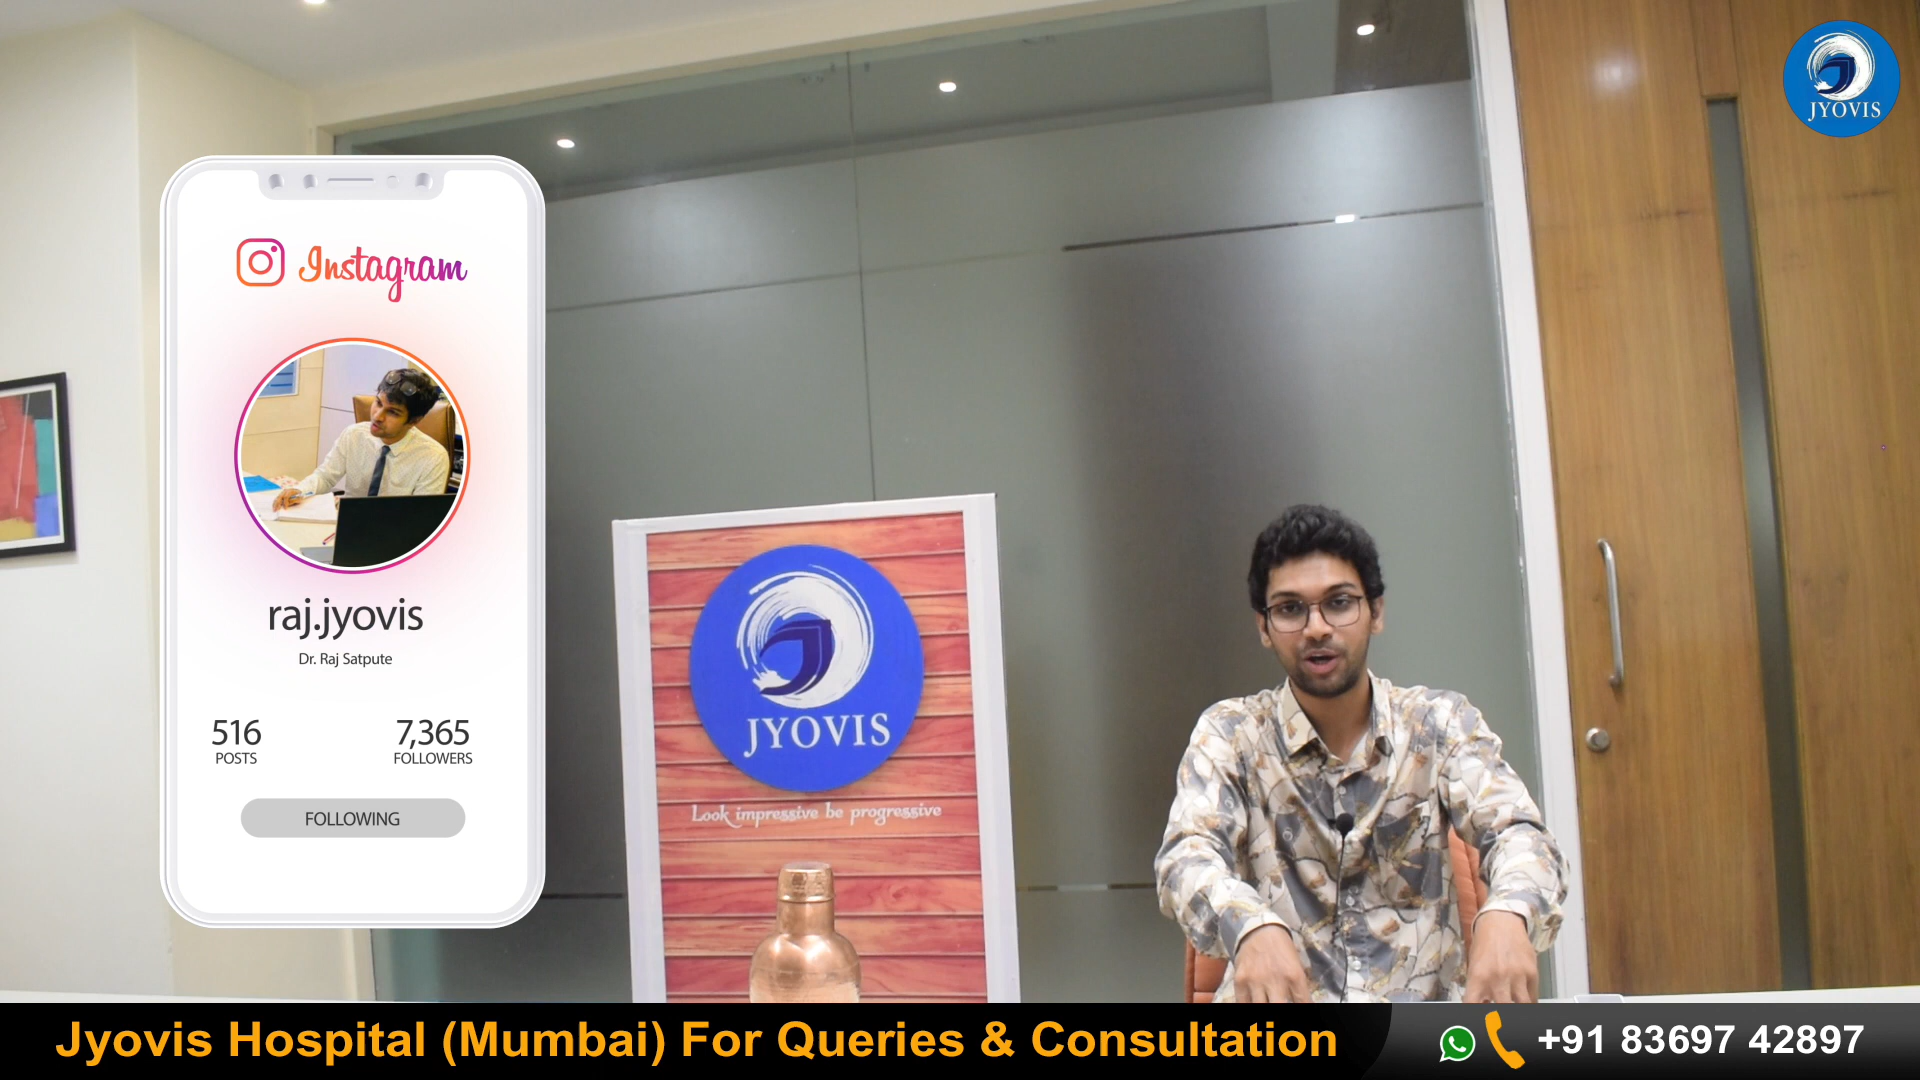 JYOVIS
Instagram
raj.jyovis
Dr. Raj Satpute
516
POSTS
7,365
FOLLOWERS
FOLLOWING
JYOVIS
Look impressive be progressive
Jyovis Hospital (Mumbai) For Queries & Consultation
+91 83697 42897